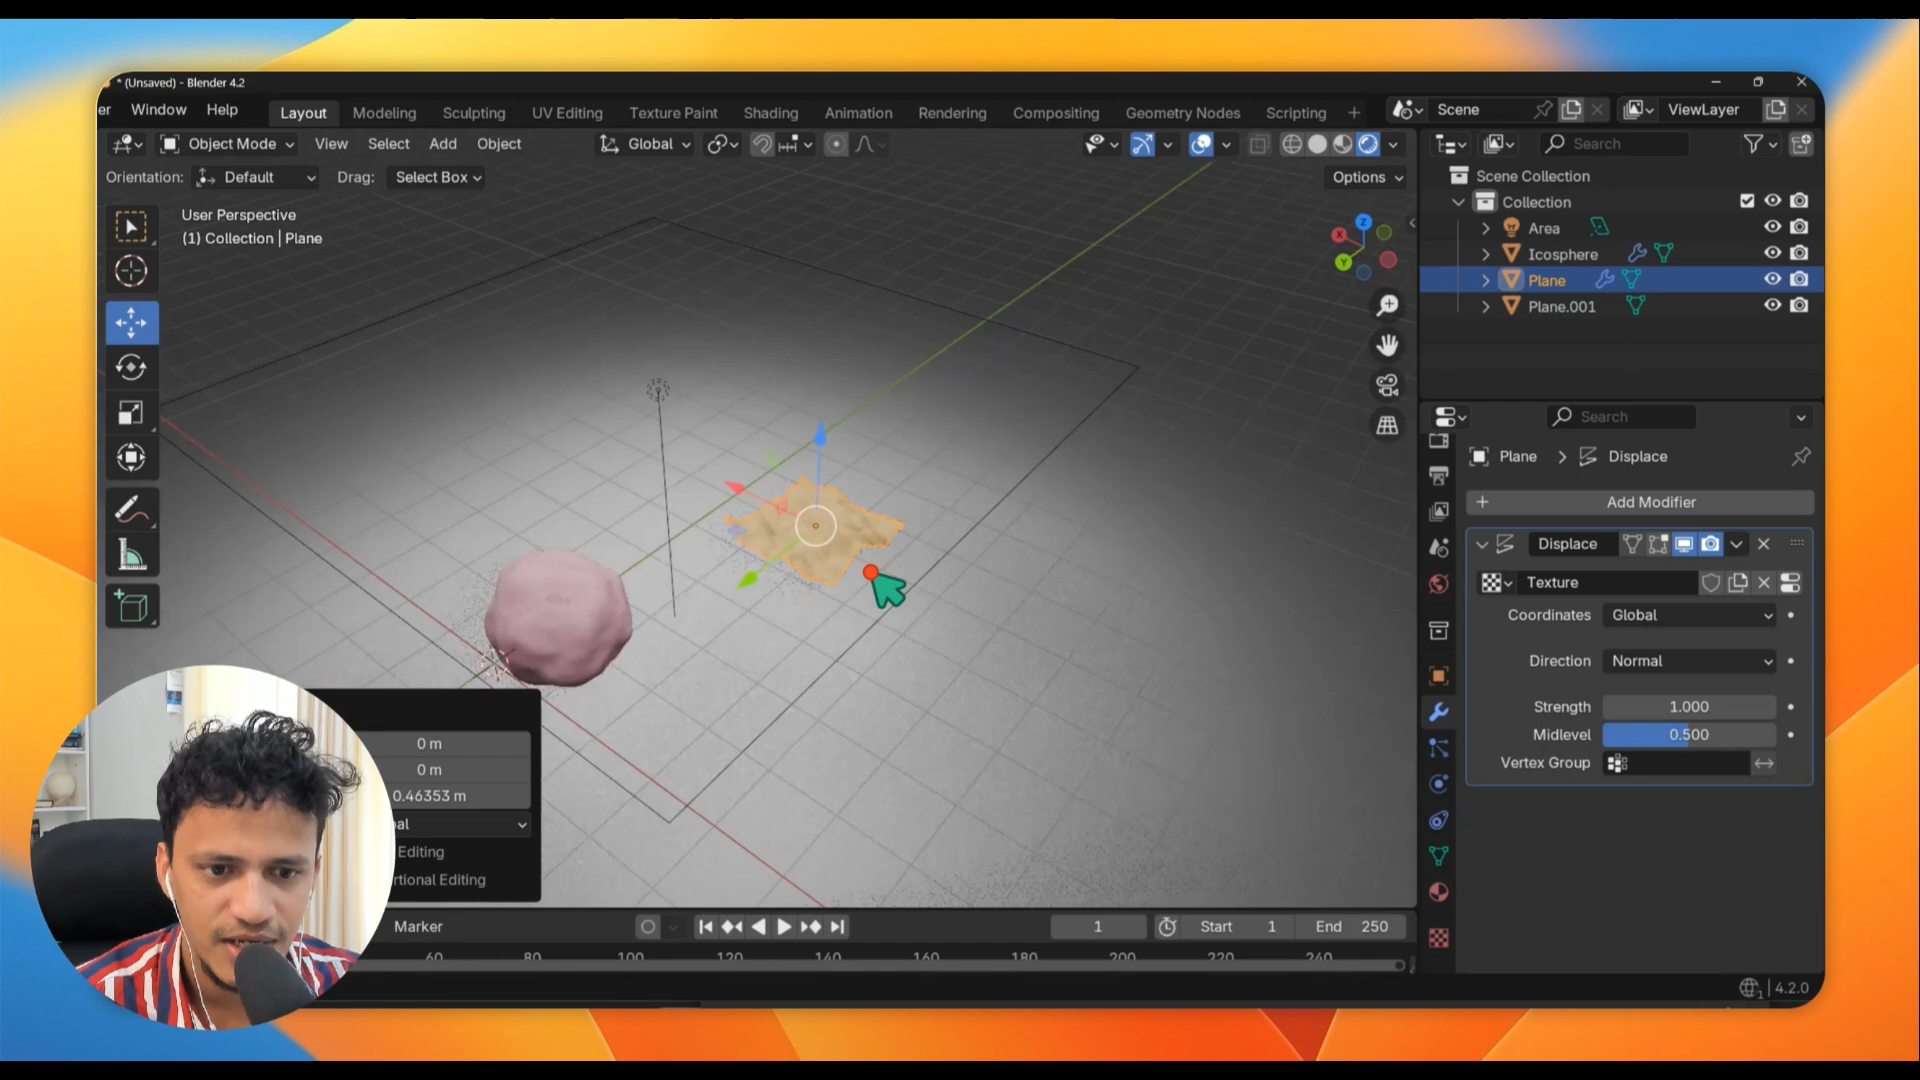 * (Unsaved) - Blender 4.2
er Window Help Layout Modeling Sculpting UV Editing Texture Paint Shading Animation Rendering Compositing Geometry Nodes Scripting + Scene ViewLayer
Object Mode View Select Add Object Global Search
Orientation: Default Drag: Select Box Options
User Perspective
(1) Collection | Plane
Z
X
Y
Scene Collection
Collection
Area
Icosphere
Plane
Plane.001
Search
Plane > Displace
+ Add Modifier
Displace
Texture
Coordinates Global
Direction Normal
Strength 1.000
Midlevel 0.500
Vertex Group
0 m
0 m
0.46353 m
bal
Editing
rtional Editing
Marker 1 Start 1 End 250
60 80 100 120 140 160 180 200 220 240
1 | 4.2.0